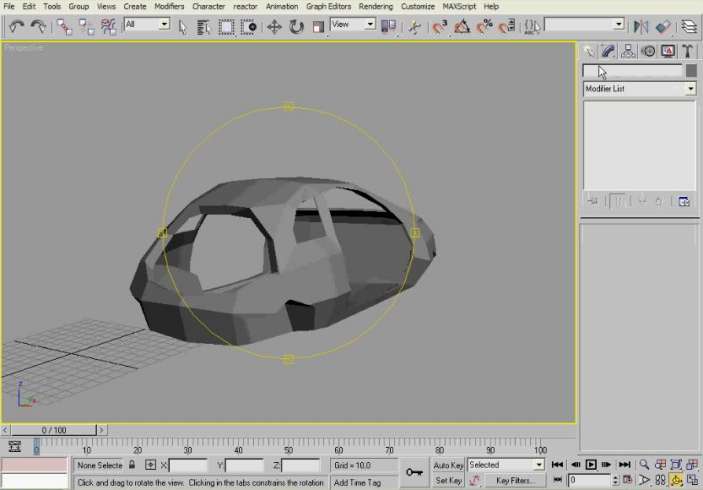 File Edit Tools Group Views Create Modifiers Character reactor Animation Graph Editors Rendering Customize MAXScript Help
All View
Perspective
Modifier List
z
0 / 100
0 10 20 30 40 50 60 70 80 90 100
None Selecte X: Y: Z: Grid = 10,0 Auto Key Selected
Click and drag to rotate the view. Clicking in the tabs constrains the rotation Add Time Tag Set Key Key Filters... 0